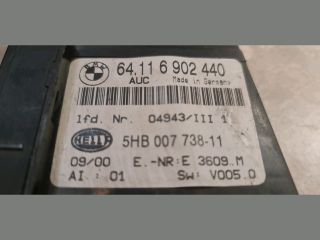 BMW
64.11 6 902 440
AUC Made in Germany
lfd. Nr. 04943/III 1
HELLA 5HB 007 738-11
09/00 E.-NR:E 3609.M
AI : 01 SW: V005.0